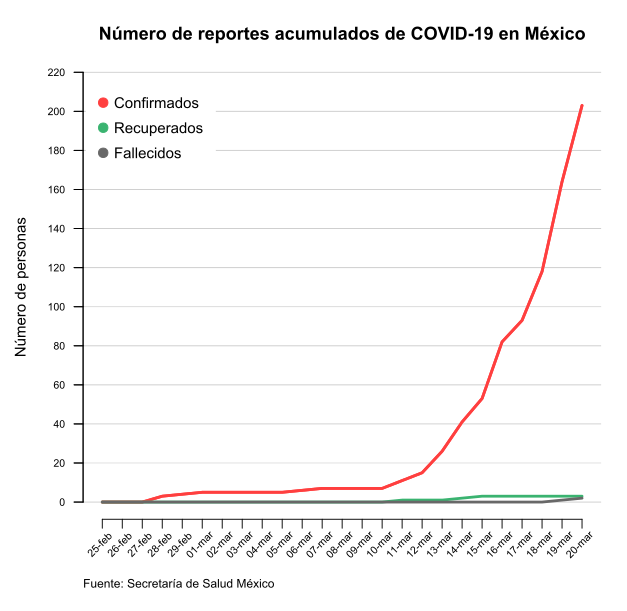 Número de reportes acumulados de COVID-19 en México
220
200
180
160
140
120
100
80
60
40
20
0
Número de personas
Confirmados
Recuperados
Fallecidos
25-feb
26-feb
27-feb
28-feb
29-feb
01-mar
02-mar
03-mar
04-mar
05-mar
06-mar
07-mar
08-mar
09-mar
10-mar
11-mar
12-mar
13-mar
14-mar
15-mar
16-mar
17-mar
18-mar
19-mar
20-mar
Fuente: Secretaría de Salud México